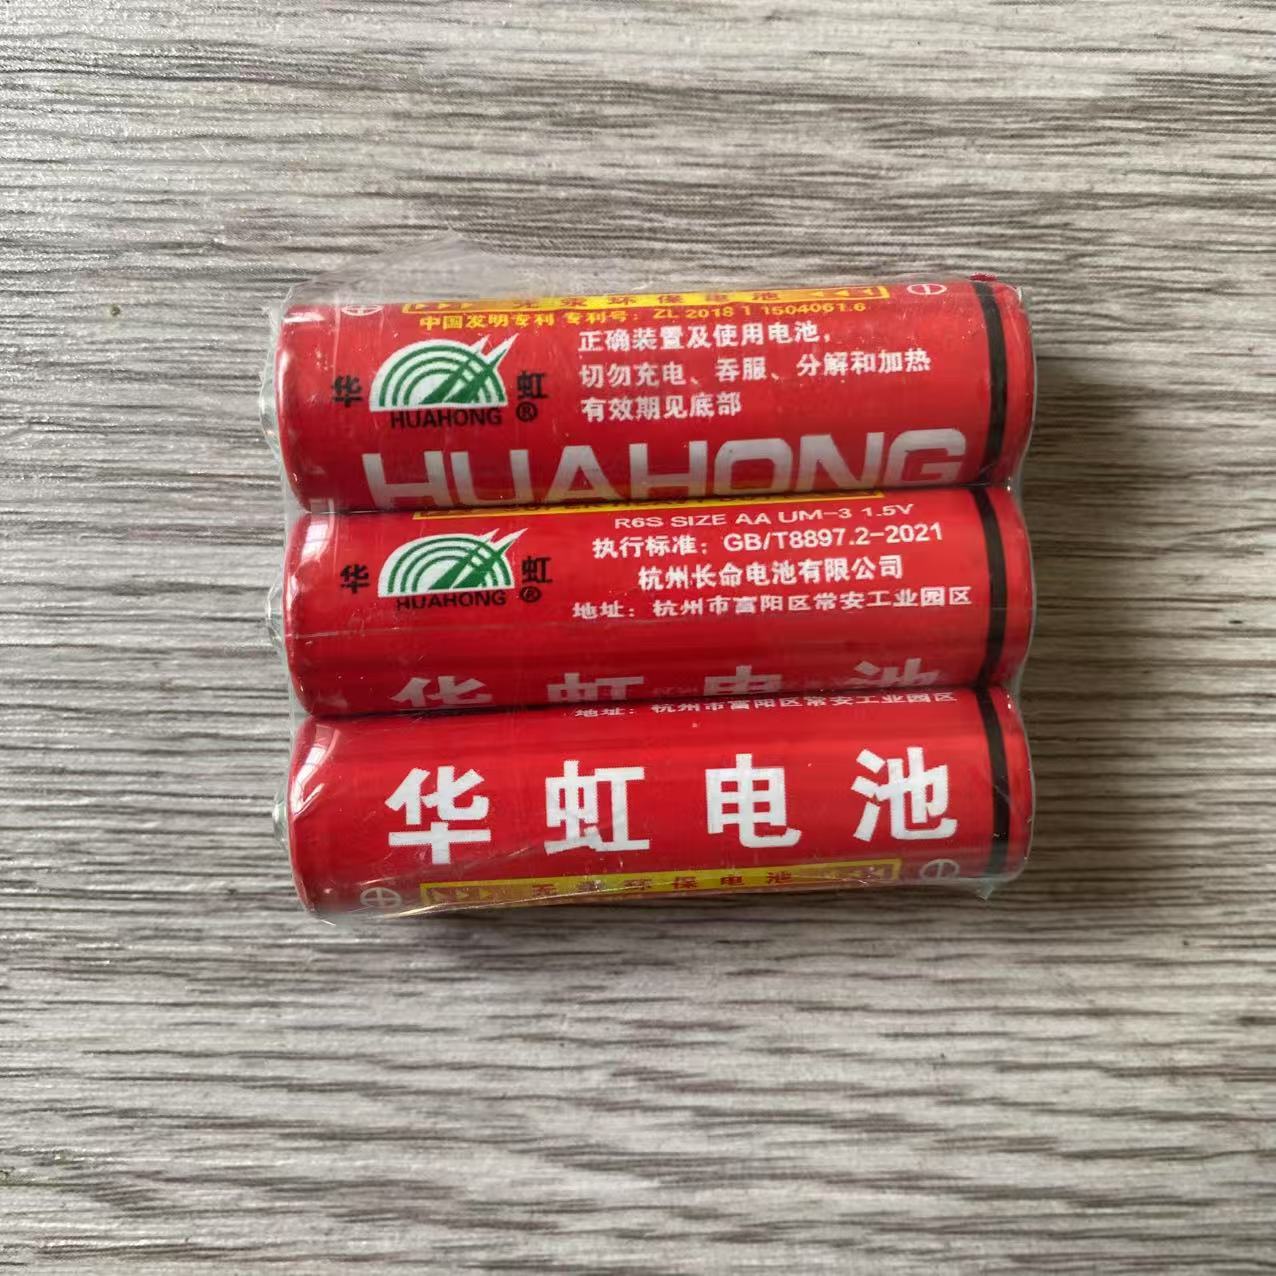 无汞环保电池
中国发明专利 专利号：ZL 2018 1 1504061.6
正确装置及使用电池，
切勿充电、吞服、分解和加热
有效期见底部
华 虹
HUAHONG ®
HUAHONG
R6S SIZE AA UM-3 1.5V
执行标准：GB/T8897.2-2021
杭州长命电池有限公司
地址：杭州市富阳区常安工业园区
华 虹
HUAHONG ®
华虹电池
地址：杭州市富阳区常安工业园区
华虹电池
无汞环保电池